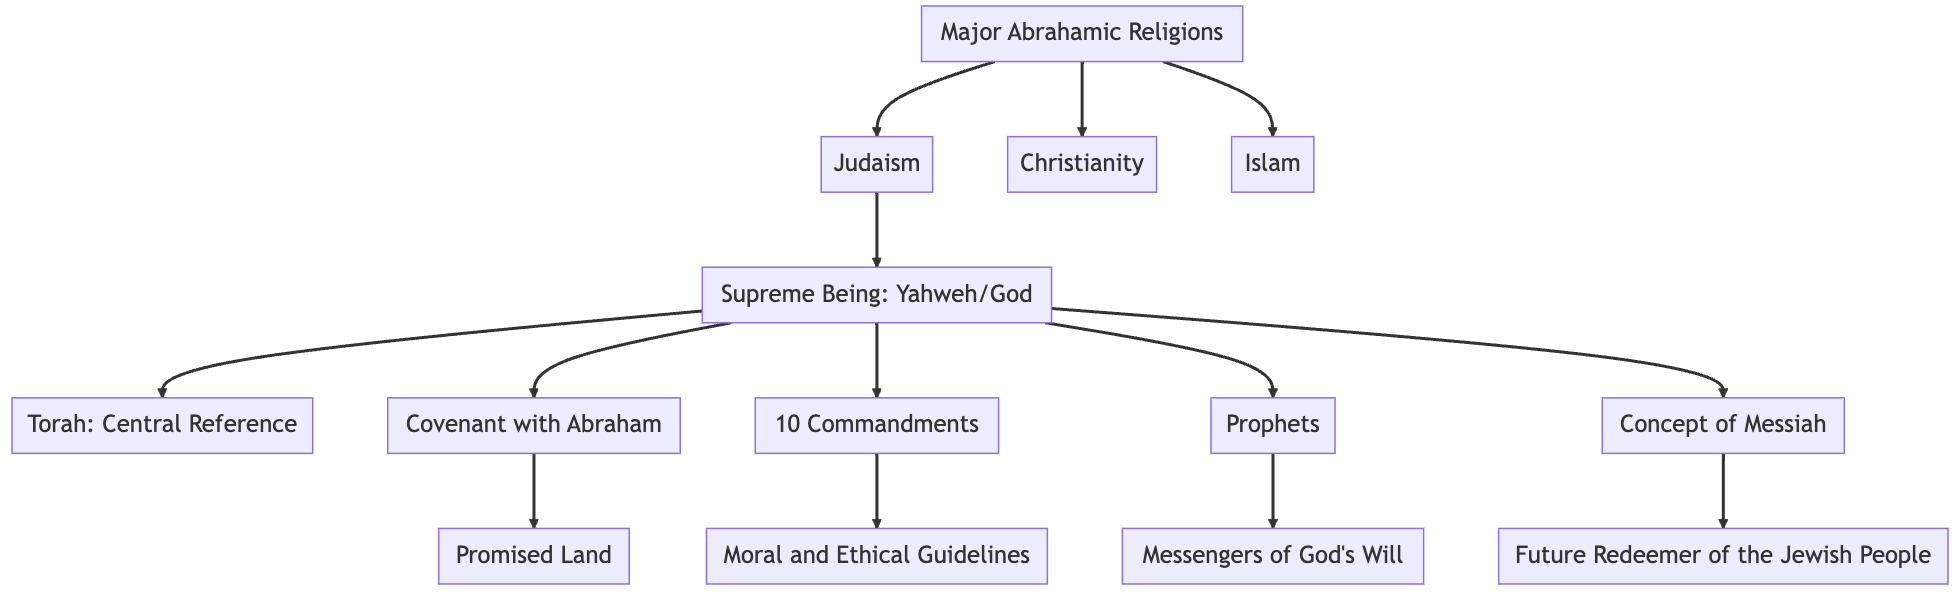 Major Abrahamic Religions
Judaism
Christianity
Islam
Supreme Being: Yahweh/God
Torah: Central Reference
Covenant with Abraham
10 Commandments
Prophets
Concept of Messiah
Promised Land
Moral and Ethical Guidelines
Messengers of God's Will
Future Redeemer of the Jewish People